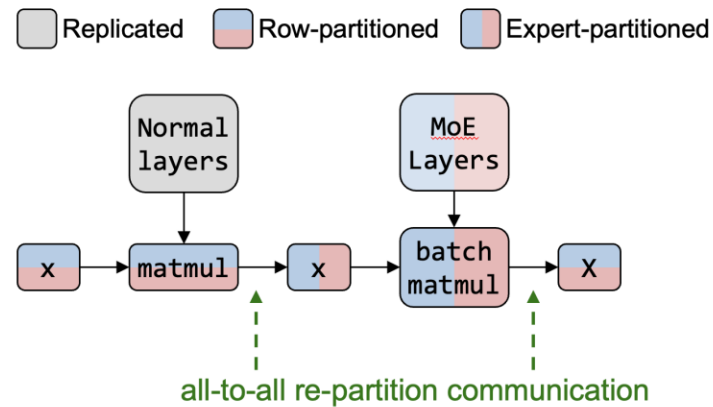 Replicated Row-partitioned Expert-partitioned
Normal
layers
MoE
Layers
x matmul x batch
matmul X
all-to-all re-partition communication